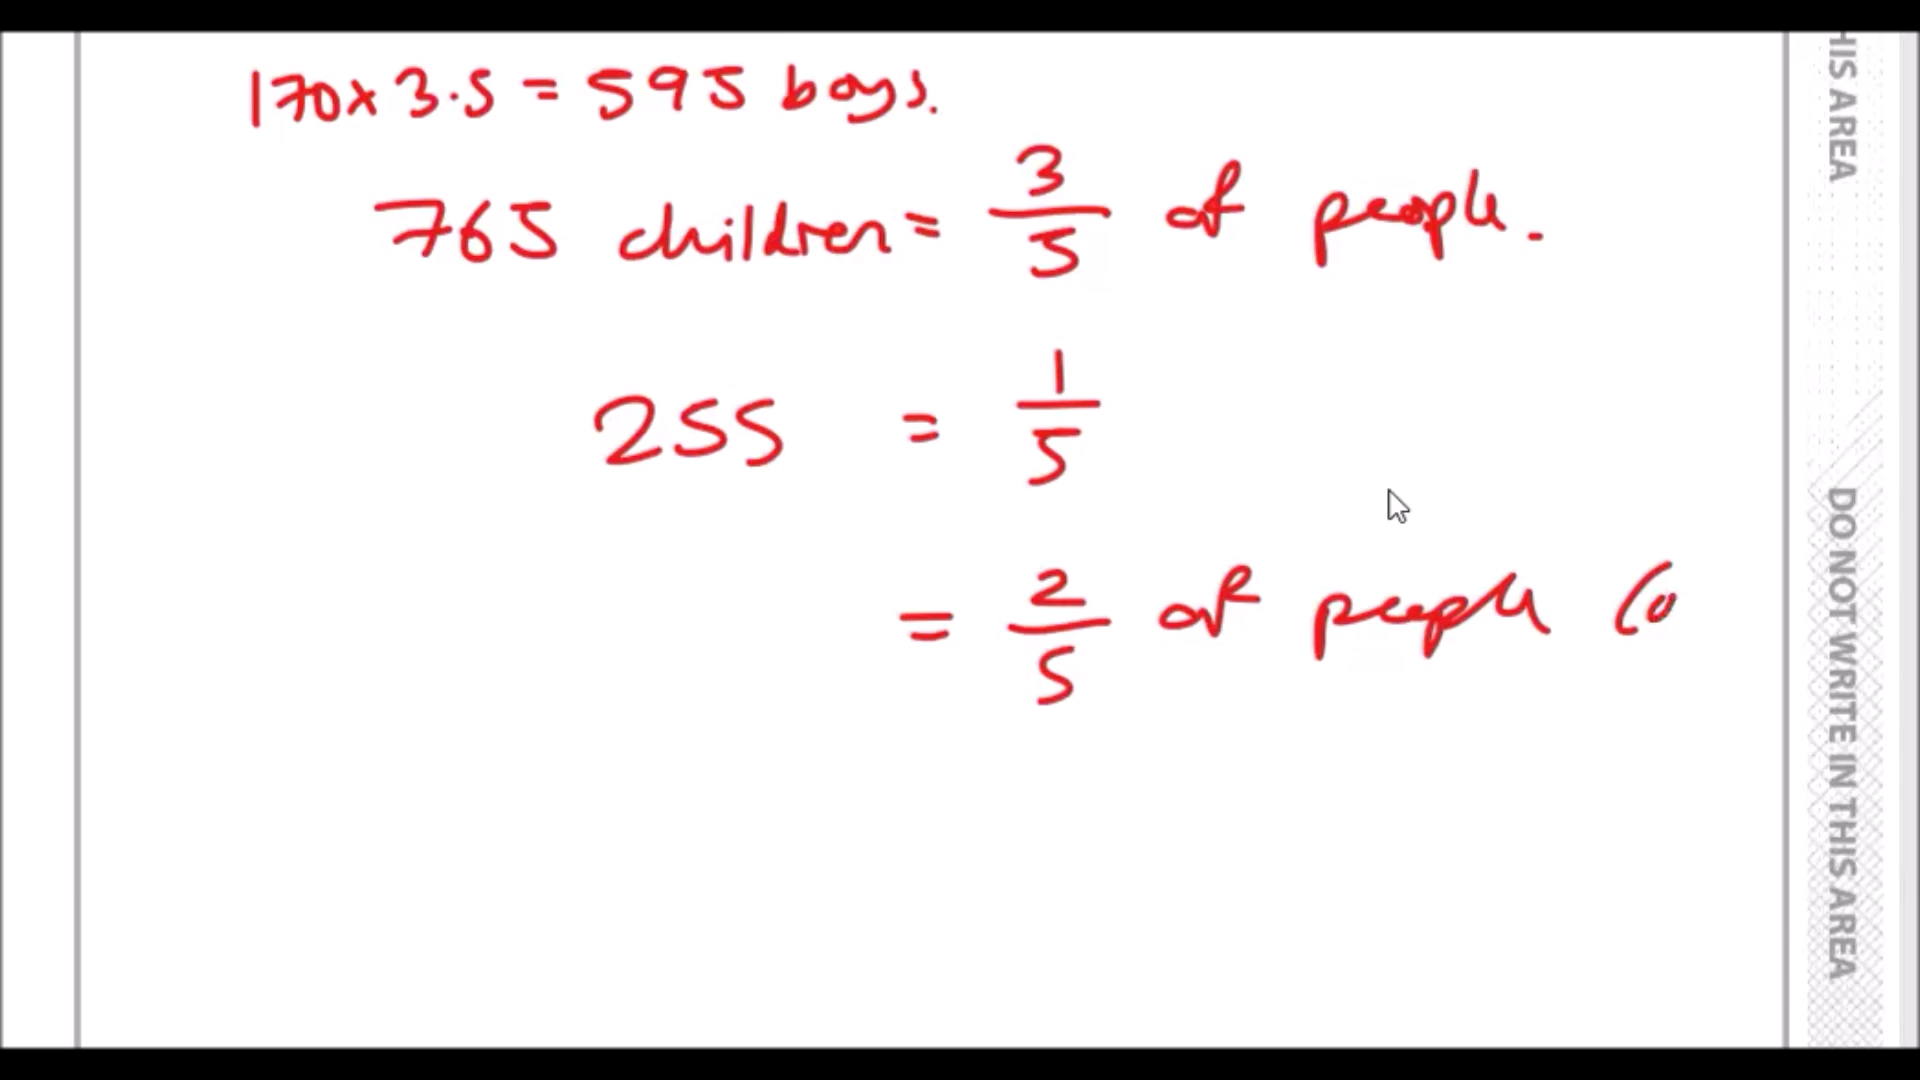 170 x 3.5 = 595 boys.
765 children = 3/5 of people.
255 = 1/5
= 2/5 of people (
HIS AREA
DO NOT WRITE IN THIS AREA